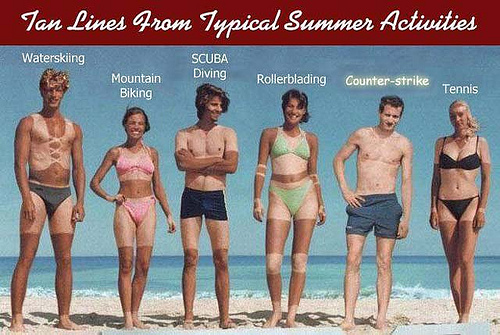 Tan Lines From Typical Summer Activities
Waterskiing
Mountain
Biking
SCUBA
Diving
Rollerblading
Counter-strike
Tennis